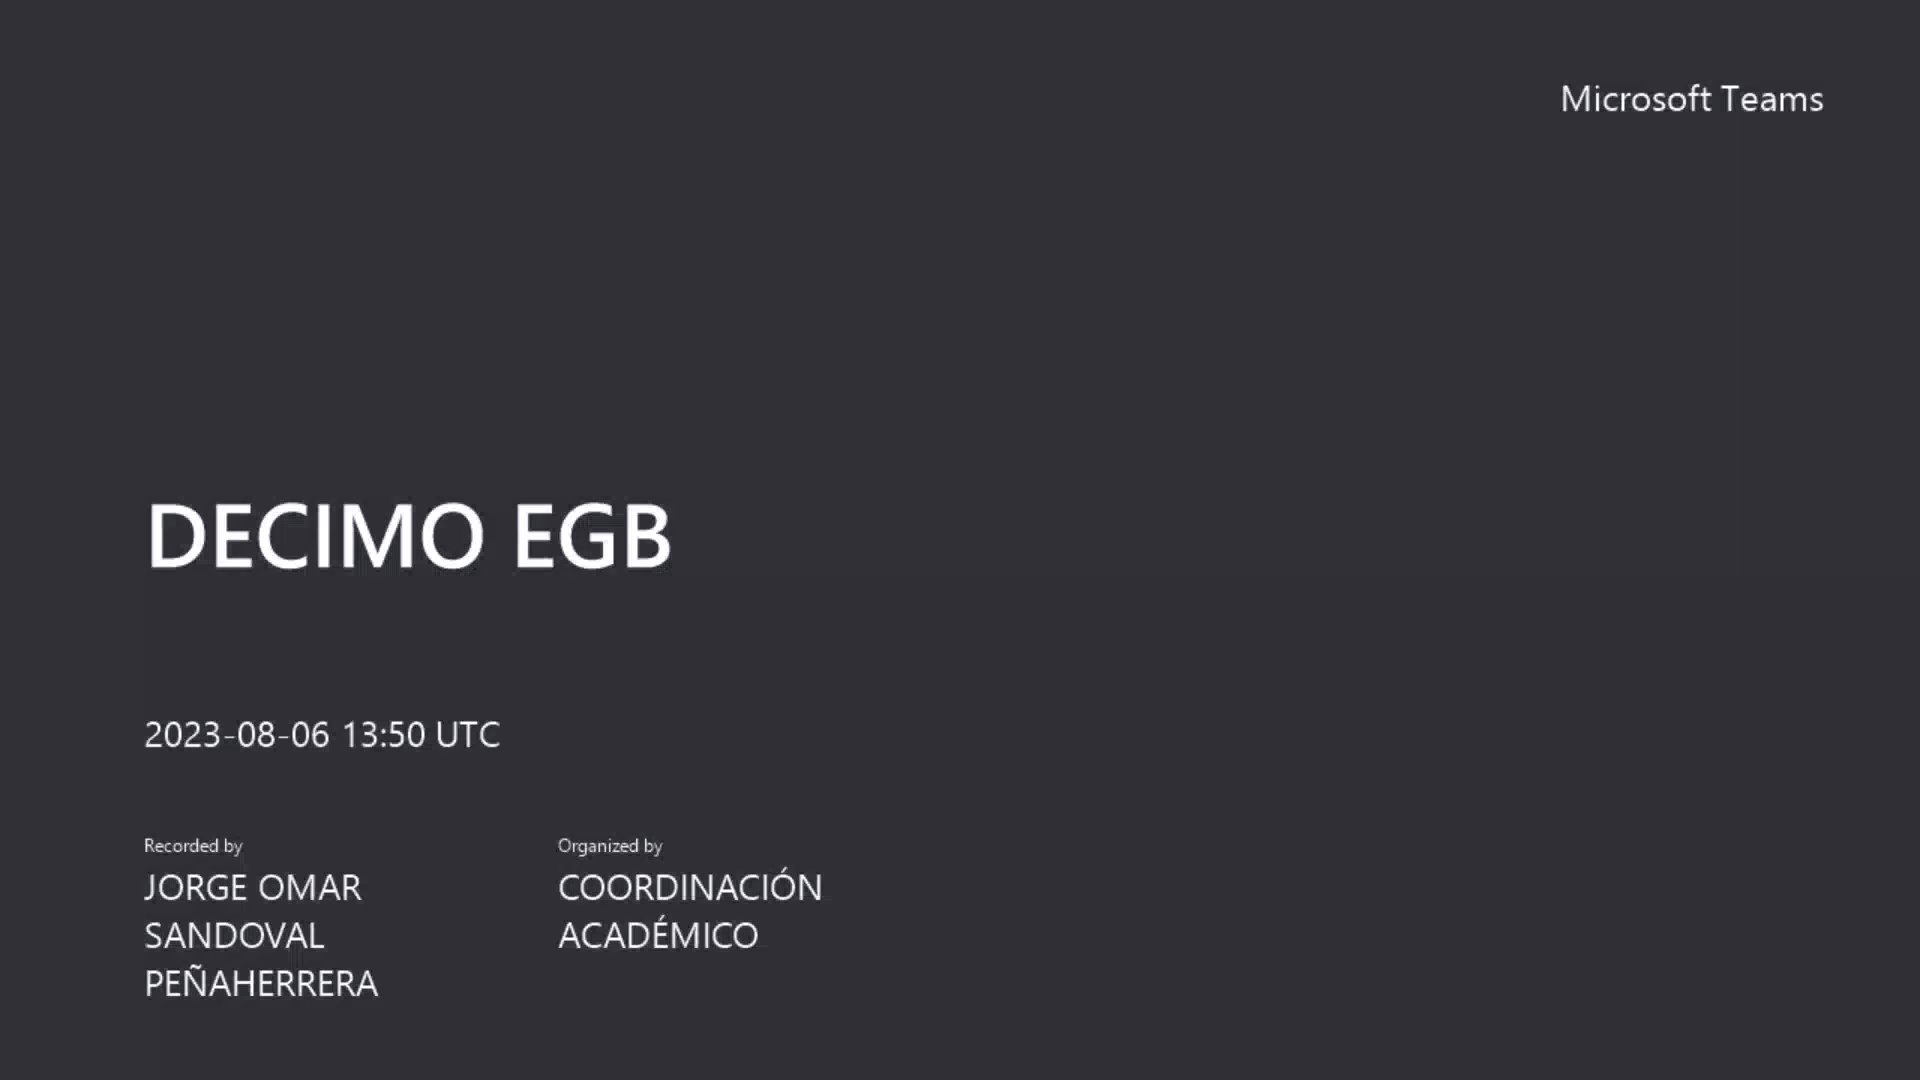 Microsoft Teams
DECIMO EGB
2023-08-06 13:50 UTC
Recorded by
JORGE OMAR
SANDOVAL
PEÑAHERRERA
Organized by
COORDINACIÓN
ACADÉMICO